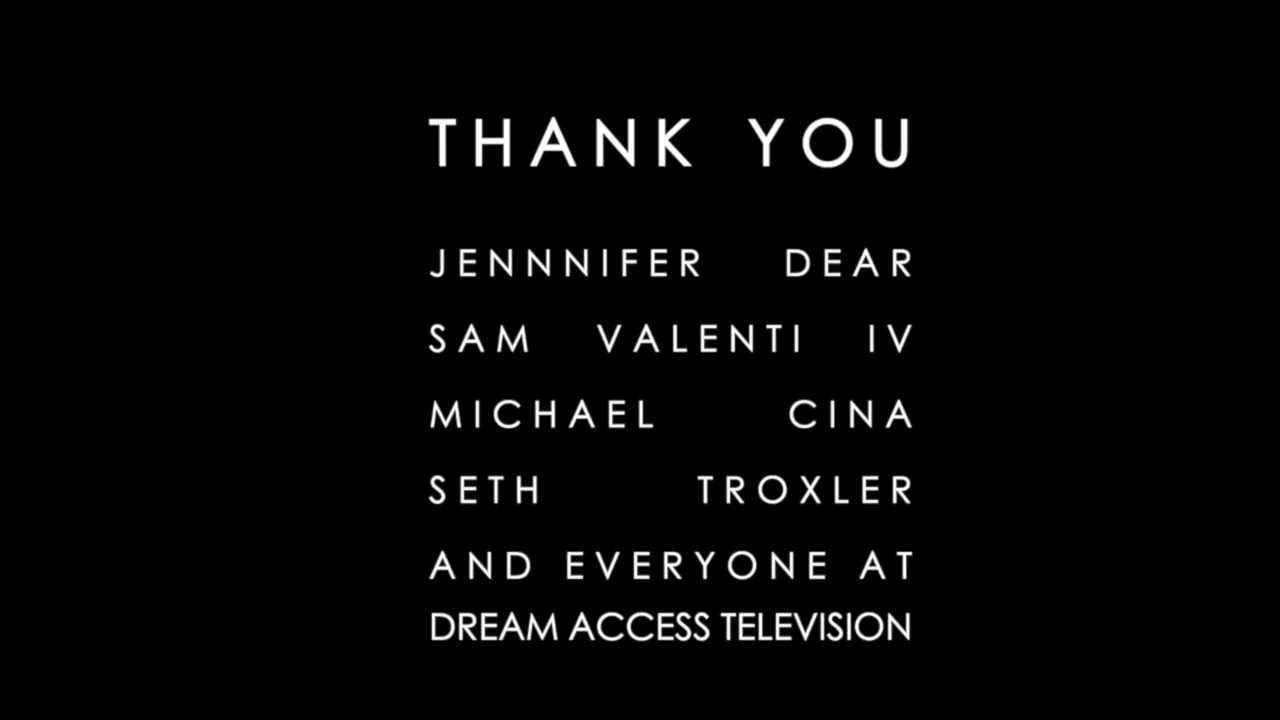 THANK YOU
JENNNIFER DEAR
SAM VALENTI IV
MICHAEL CINA
SETH TROXLER
AND EVERYONE AT
DREAM ACCESS TELEVISION